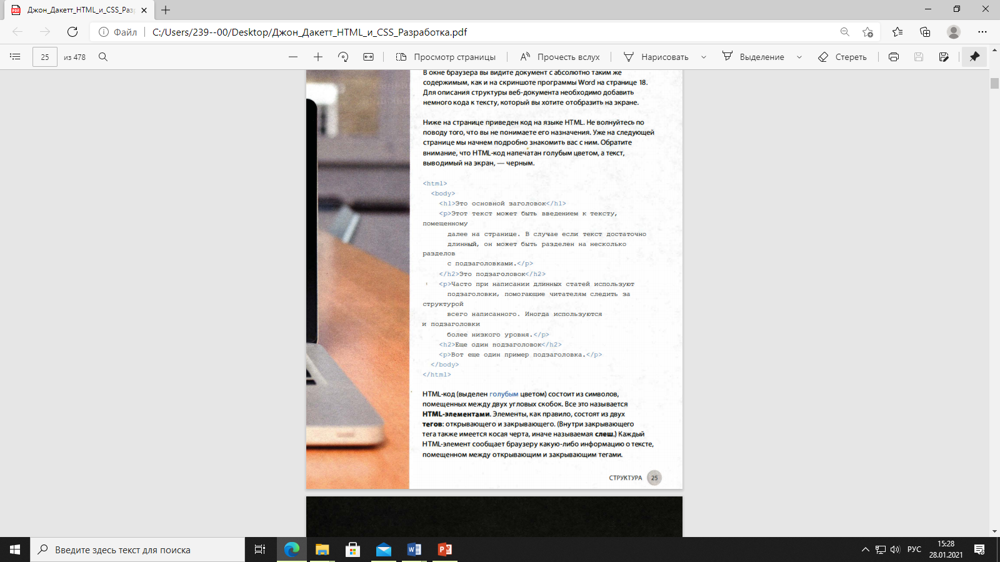 Джон_Дакетт_HTML_и_CSS_Разр
Файл
C:/Users/239--00/Desktop/Джон_Дакетт_HTML_и_CSS_Разработка.pdf
25 из 478
Просмотр страницы
Прочесть вслух
Нарисовать
Выделение
Стереть
В окне браузера вы видите документ с абсолютно таким же
содержимым, как и на скриншоте программы Word на странице 18.
Для описания структуры веб-документа необходимо добавить
немного кода к тексту, который вы хотите отобразить на экране.
Ниже на странице приведен код на языке HTML. Не волнуйтесь по
поводу того, что вы не понимаете его назначения. Уже на следующей
странице мы начнем подробно знакомить вас с ним. Обратите
внимание, что HTML-код напечатан голубым цветом, а текст,
выводимый на экран, — черным.
<html>
<body>
<h1>Это основной заголовок</h1>
<p>Этот текст может быть введением к тексту,
помещенному
далее на странице. В случае если текст достаточно
длинный, он может быть разделен на несколько
разделов
с подзаголовками.</p>
</h2>Это подзаголовок</h2>
<p>Часто при написании длинных статей используют
подзаголовки, помогающие читателям следить за
структурой
всего написанного. Иногда используются
и подзаголовки
более низкого уровня.</p>
<h2>Еще один подзаголовок</h2>
<p>Вот еще один пример подзаголовка.</p>
</body>
</html>
HTML-код (выделен голубым цветом) состоит из символов,
помещенных между двух угловых скобок. Все это называется
HTML-элементами. Элементы, как правило, состоят из двух
тегов: открывающего и закрывающего. (Внутри закрывающего
тега также имеется косая черта, иначе называемая слеш.) Каждый
HTML-элемент сообщает браузеру какую-либо информацию о тексте,
помещенном между открывающим и закрывающим тегами.
СТРУКТУРА 25
Введите здесь текст для поиска
РУС
15:28
28.01.2021